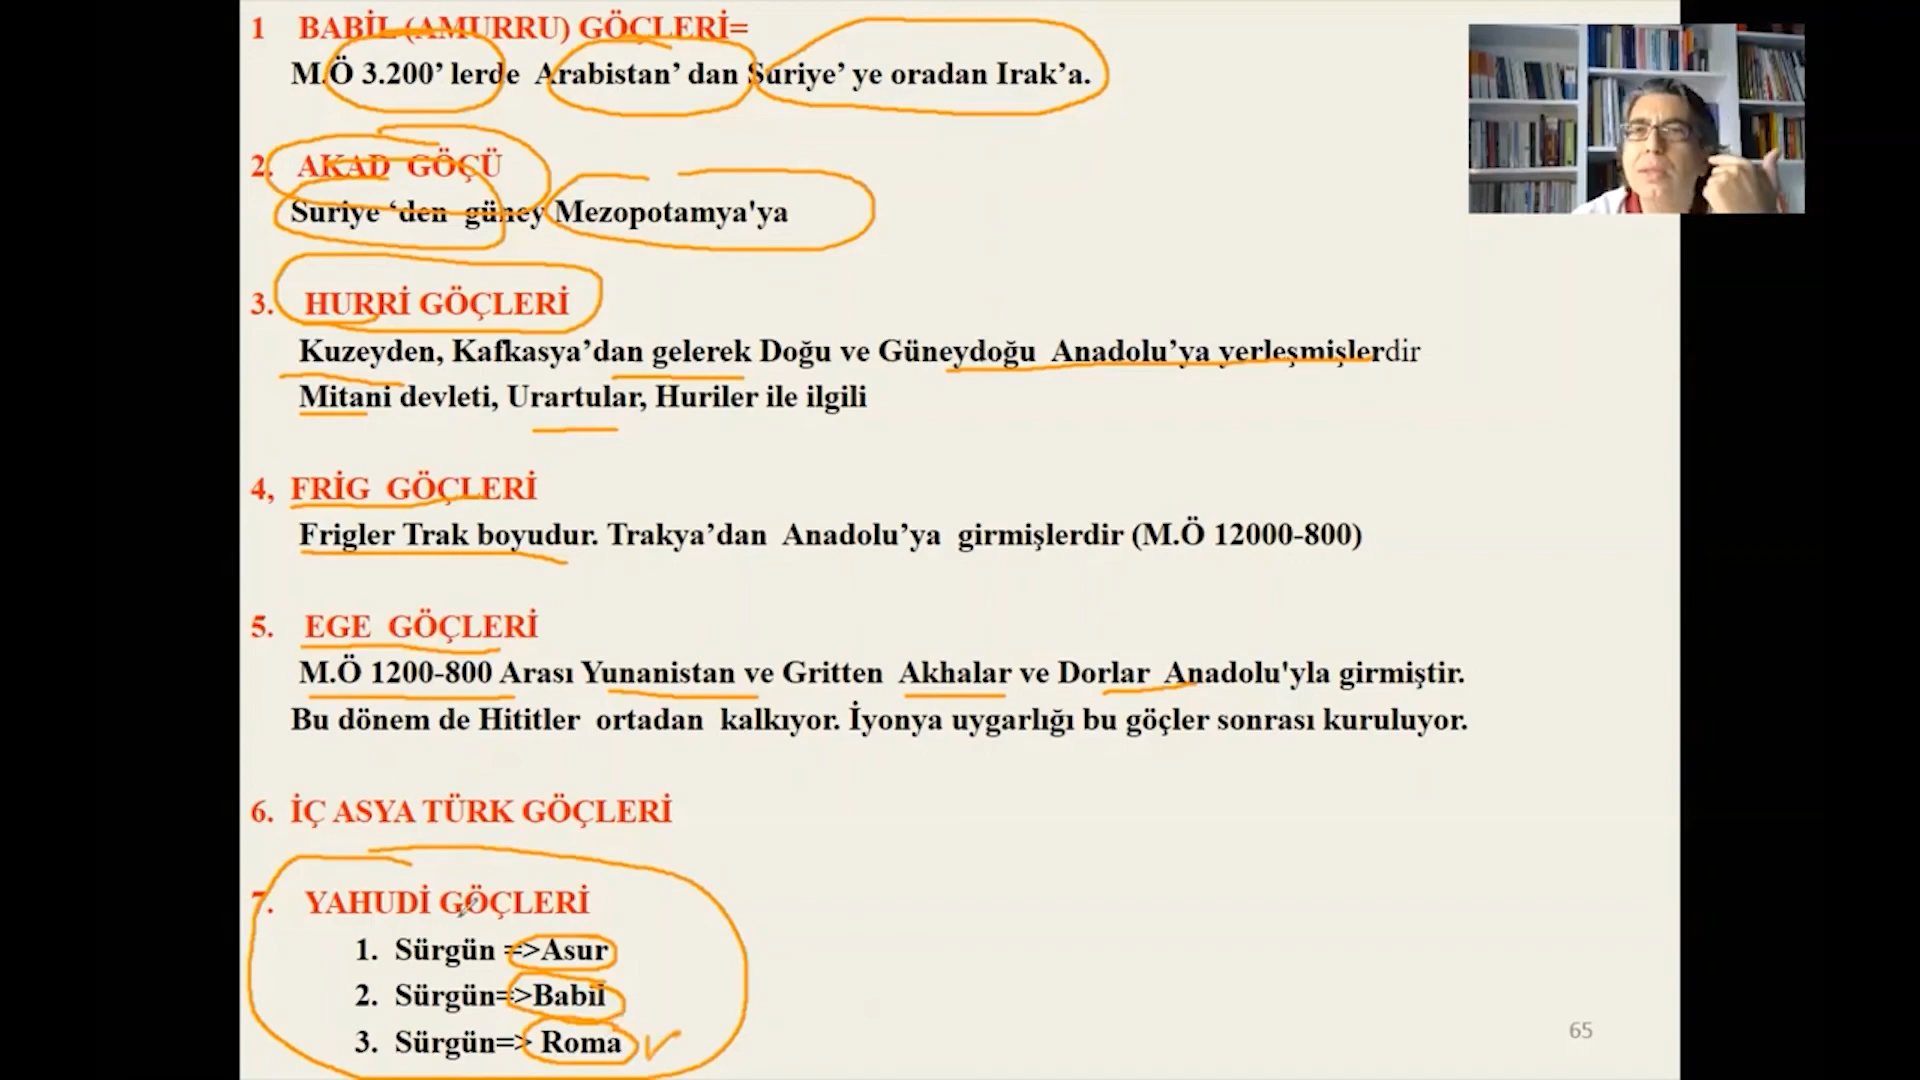 1 BABİL (AMURRU) GÖÇLERİ=
M.Ö 3.200’ lerde Arabistan’ dan Suriye’ ye oradan Irak’a.
2. AKAD GÖÇÜ
Suriye ‘den güney Mezopotamya'ya
3. HURRİ GÖÇLERİ
Kuzeyden, Kafkasya’dan gelerek Doğu ve Güneydoğu Anadolu’ya yerleşmişlerdir
Mitani devleti, Urartular, Huriler ile ilgili
4, FRİG GÖÇLERİ
Frigler Trak boyudur. Trakya’dan Anadolu’ya girmişlerdir (M.Ö 12000-800)
5. EGE GÖÇLERİ
M.Ö 1200-800 Arası Yunanistan ve Gritten Akhalar ve Dorlar Anadolu'yla girmiştir.
Bu dönem de Hititler ortadan kalkıyor. İyonya uygarlığı bu göçler sonrası kuruluyor.
6. İÇ ASYA TÜRK GÖÇLERİ
7. YAHUDİ GÖÇLERİ
1. Sürgün =>Asur
2. Sürgün=>Babil
3. Sürgün=> Roma
65